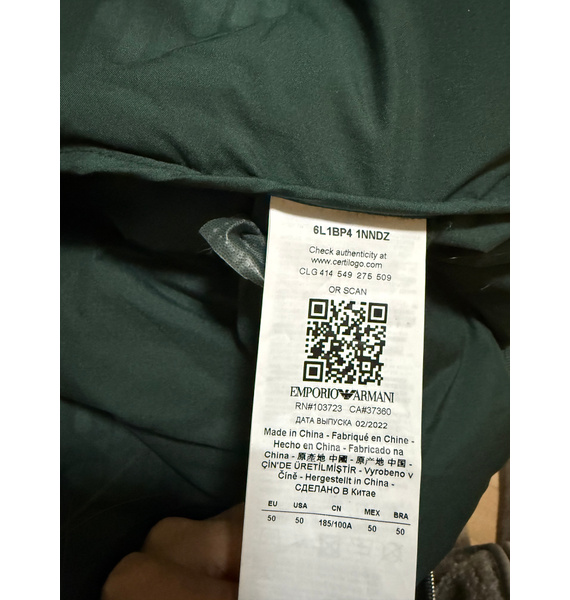 6L1BP4 1NNDZ
Check authenticity at
www.certilogo.com
CLG 414 549 275 509
OR SCAN
EMPORIO ARMANI
RN#103723 CA#37360
ДАТА ВЫПУСКА 02/2022
Made in China - Fabriqué en Chine -
Hecho en China - Fabricado na
China - 原產地 中國 - 原产地 中国 -
ÇİN'DE ÜRETİLMİŞTİR - Vyrobeno v
Číně - Hergestellt in China -
СДЕЛАНО В Китае
EU USA CN MEX BRA
50 50 185/100A 50 50